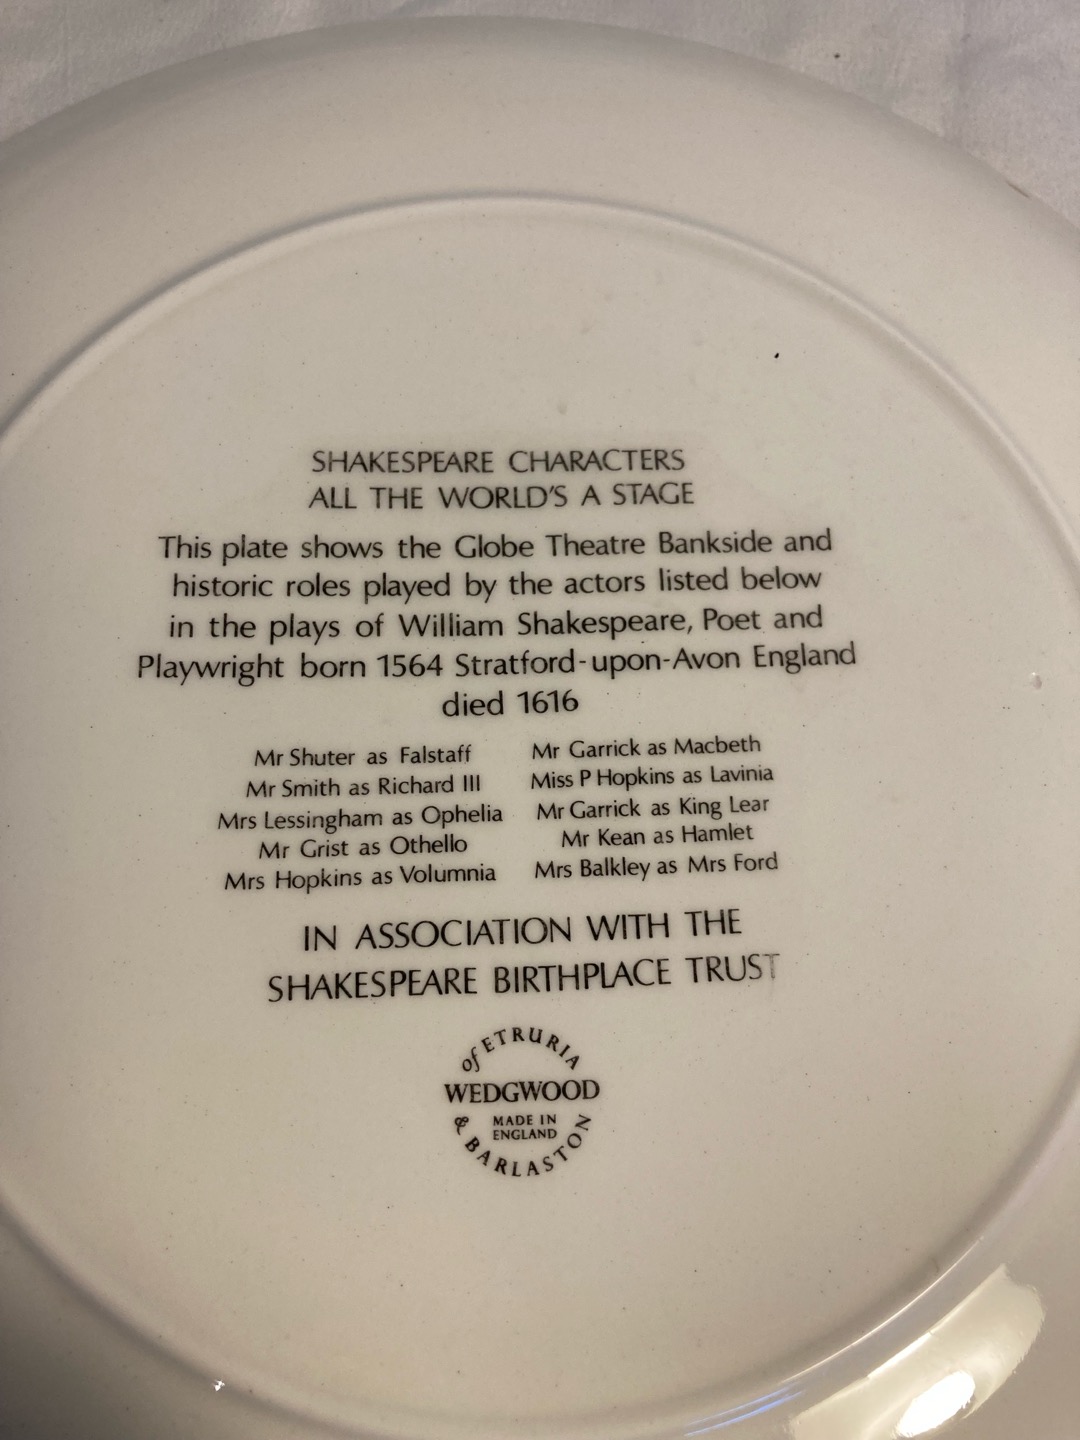 SHAKESPEARE CHARACTERS
ALL THE WORLD'S A STAGE
This plate shows the Globe Theatre Bankside and
historic roles played by the actors listed below
in the plays of William Shakespeare, Poet and
Playwright born 1564 Stratford-upon-Avon England
died 1616
Mr Shuter as Falstaff
Mr Smith as Richard III
Mrs Lessingham as Ophelia
Mr Grist as Othello
Mrs Hopkins as Volumnia
Mr Garrick as Macbeth
Miss P Hopkins as Lavinia
Mr Garrick as King Lear
Mr Kean as Hamlet
Mrs Balkley as Mrs Ford
IN ASSOCIATION WITH THE
SHAKESPEARE BIRTHPLACE TRUST
of ETRURIA
WEDGWOOD
MADE IN
ENGLAND
& BARLASTON